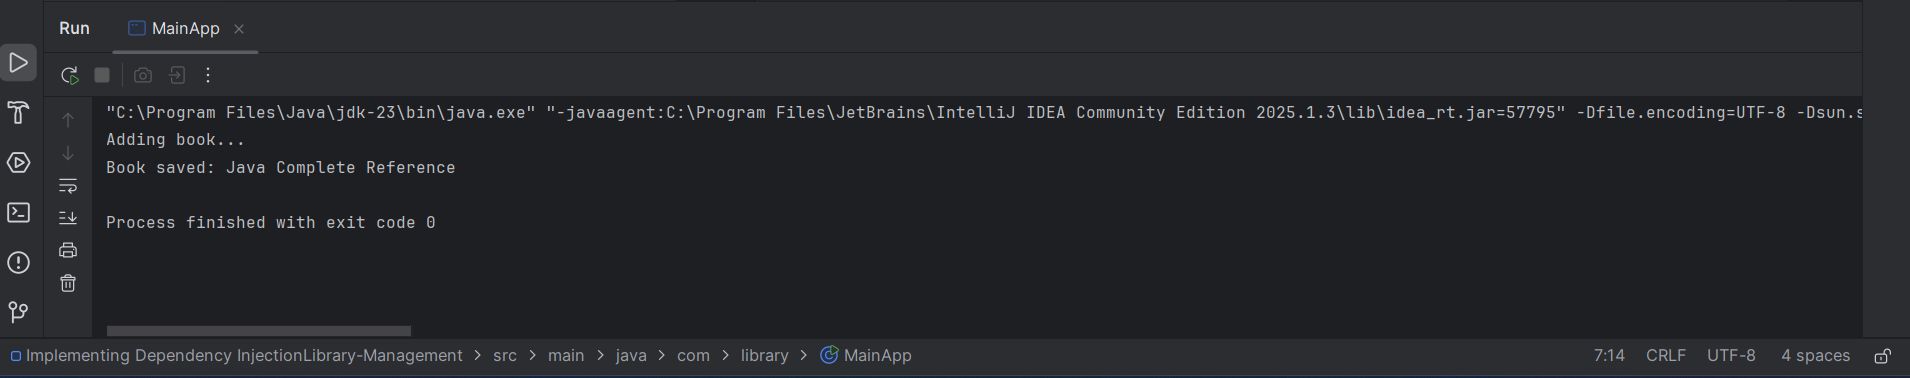 Run MainApp
"C:\Program Files\Java\jdk-23\bin\java.exe" "-javaagent:C:\Program Files\JetBrains\IntelliJ IDEA Community Edition 2025.1.3\lib\idea_rt.jar=57795" -Dfile.encoding=UTF-8 -Dsun.s
Adding book...
Book saved: Java Complete Reference
Process finished with exit code 0
Implementing Dependency InjectionLibrary-Management > src > main > java > com > library > MainApp 7:14 CRLF UTF-8 4 spaces